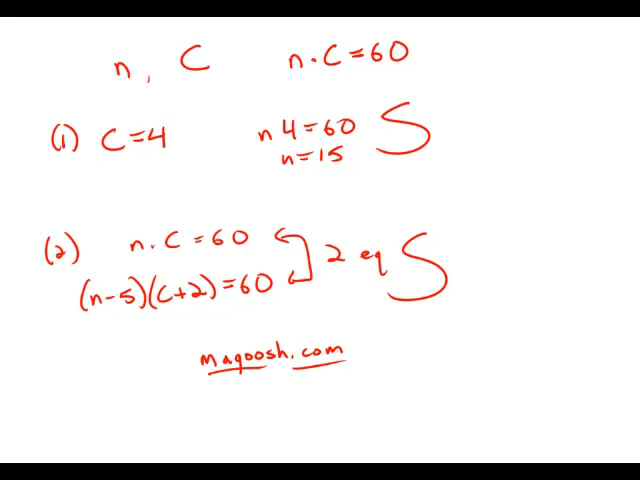 n, C n · C = 60
(1) C = 4 n 4 = 60 S
n = 15
(2) n · C = 60
(n - 5)(C + 2) = 60 2 eq S
magoosh.com